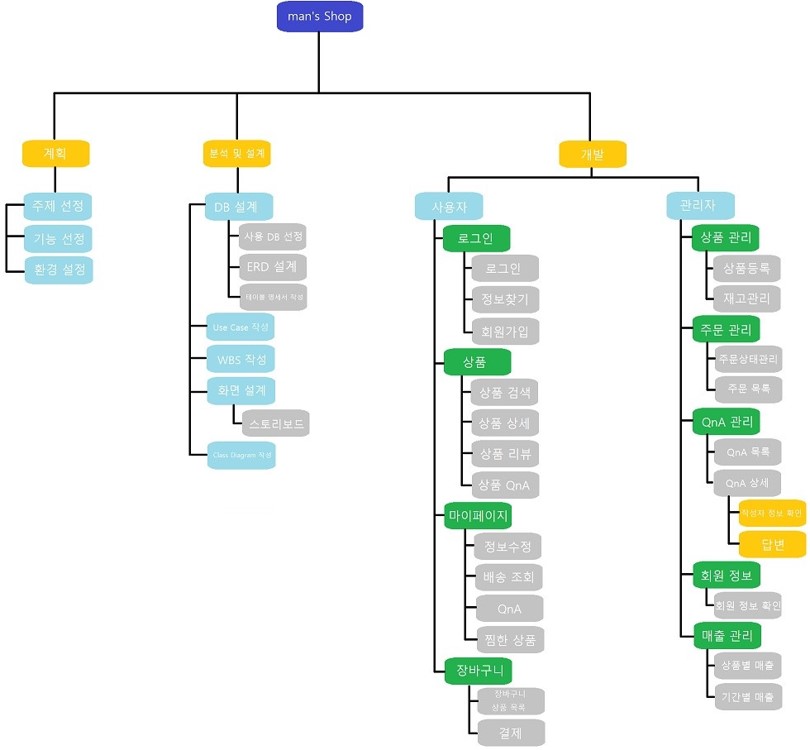 man's Shop
계획
주제 선정
기능 선정
환경 설정
분석 및 설계
DB 설계
사용 DB 선정
ERD 설계
테이블 명세서 작성
Use Case 작성
WBS 작성
화면 설계
스토리보드
Class Diagram 작성
개발
사용자
로그인
로그인
정보찾기
회원가입
상품
상품 검색
상품 상세
상품 리뷰
상품 QnA
마이페이지
정보수정
배송 조회
QnA
찜한 상품
장바구니
장바구니
상품 목록
결제
관리자
상품 관리
상품등록
재고관리
주문 관리
주문상태관리
주문 목록
QnA 관리
QnA 목록
QnA 상세
작성자 정보 확인
답변
회원 정보
회원 정보 확인
매출 관리
상품별 매출
기간별 매출